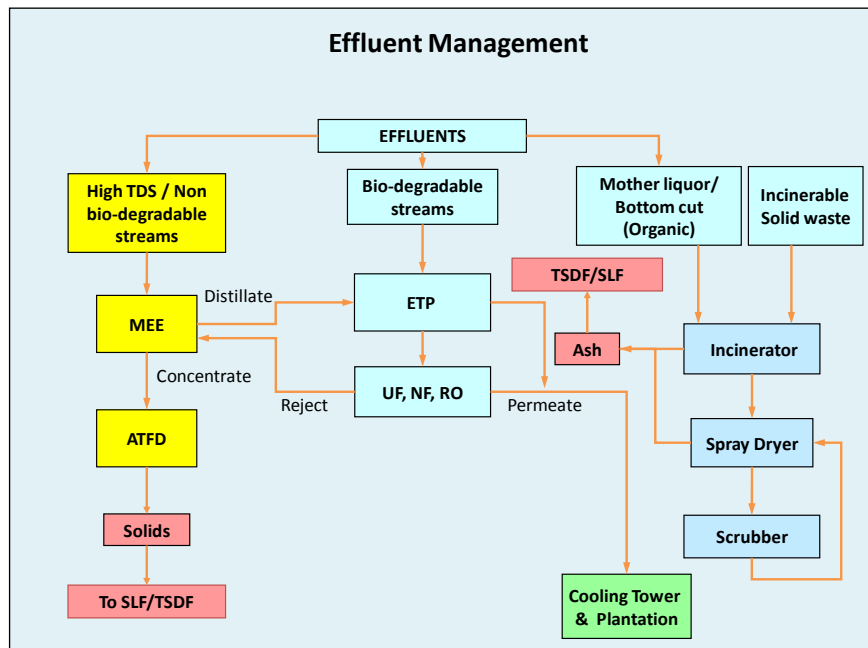 Effluent Management
EFFLUENTS
High TDS / Non
bio-degradable
streams
Bio-degradable
streams
Mother liquor/
Bottom cut
(Organic)
Incinerable
Solid waste
TSDF/SLF
Distillate
MEE
ETP
Ash
Incinerator
Concentrate
Reject
UF, NF, RO
Permeate
ATFD
Spray Dryer
Solids
Scrubber
To SLF/TSDF
Cooling Tower
& Plantation